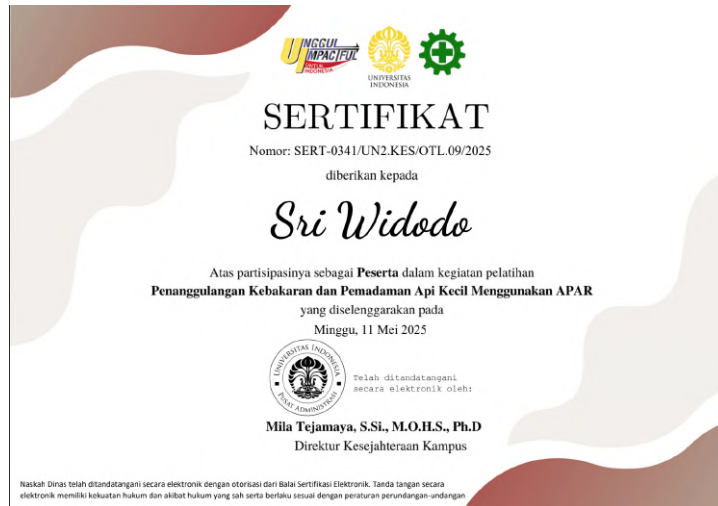 UNGGUL
IMPACTFUL
UNTUK
INDONESIA
UNIVERSITAS
INDONESIA
SERTIFIKAT
Nomor: SERT-0341/UN2.KES/OTL.09/2025
diberikan kepada
Sri Widodo
Atas partisipasinya sebagai Peserta dalam kegiatan pelatihan
Penanggulangan Kebakaran dan Pemadaman Api Kecil Menggunakan APAR
yang diselenggarakan pada
Minggu, 11 Mei 2025
UNIVERSITAS INDONESIA
PUSAT ADMINISTRASI
Telah ditandatangani
secara elektronik oleh:
Mila Tejamaya, S.Si., M.O.H.S., Ph.D
Direktur Kesejahteraan Kampus
Naskah Dinas telah ditandatangani secara elektronik dengan otorisasi dari Balai Sertifikasi Elektronik. Tanda tangan secara
elektronik memiliki kekuatan hukum dan akibat hukum yang sah serta berlaku sesuai dengan peraturan perundangan-undangan